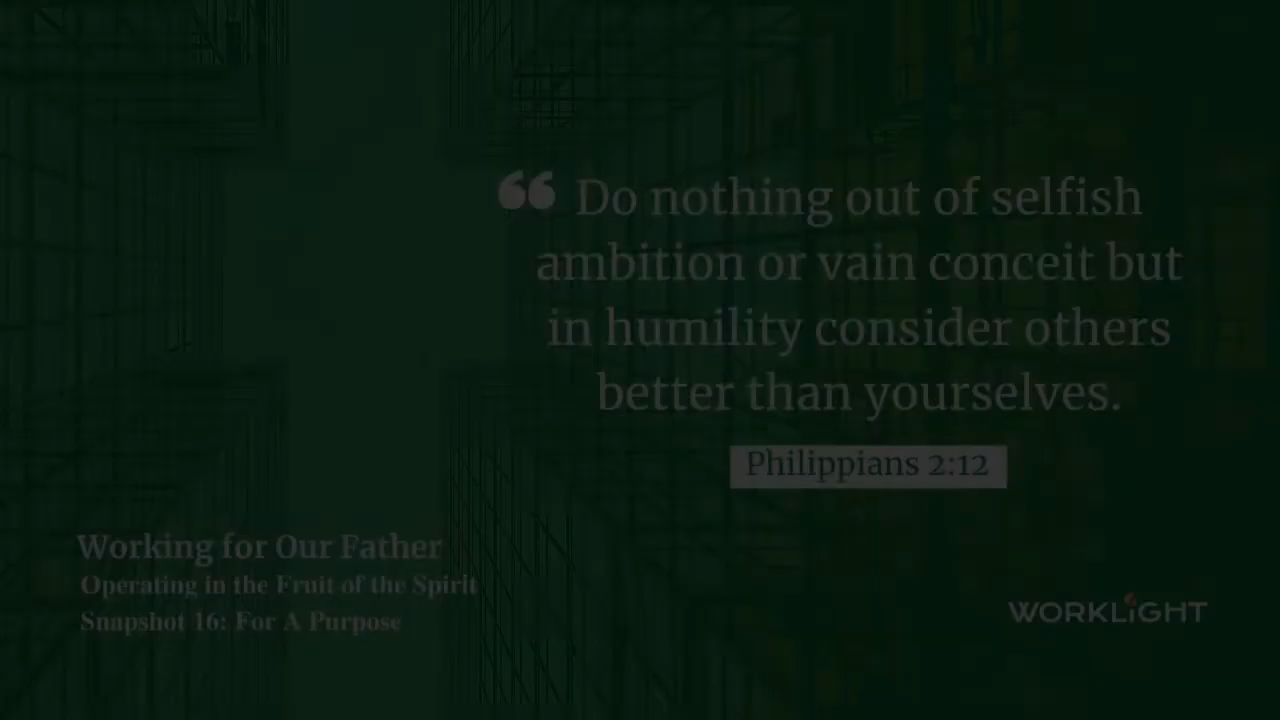 ❝ Do nothing out of selfish
ambition or vain conceit but
in humility consider others
better than yourselves.
Philippians 2:12
Working for Our Father
Operating in the Fruit of the Spirit
Snapshot 16: For A Purpose
WORKLiGHT